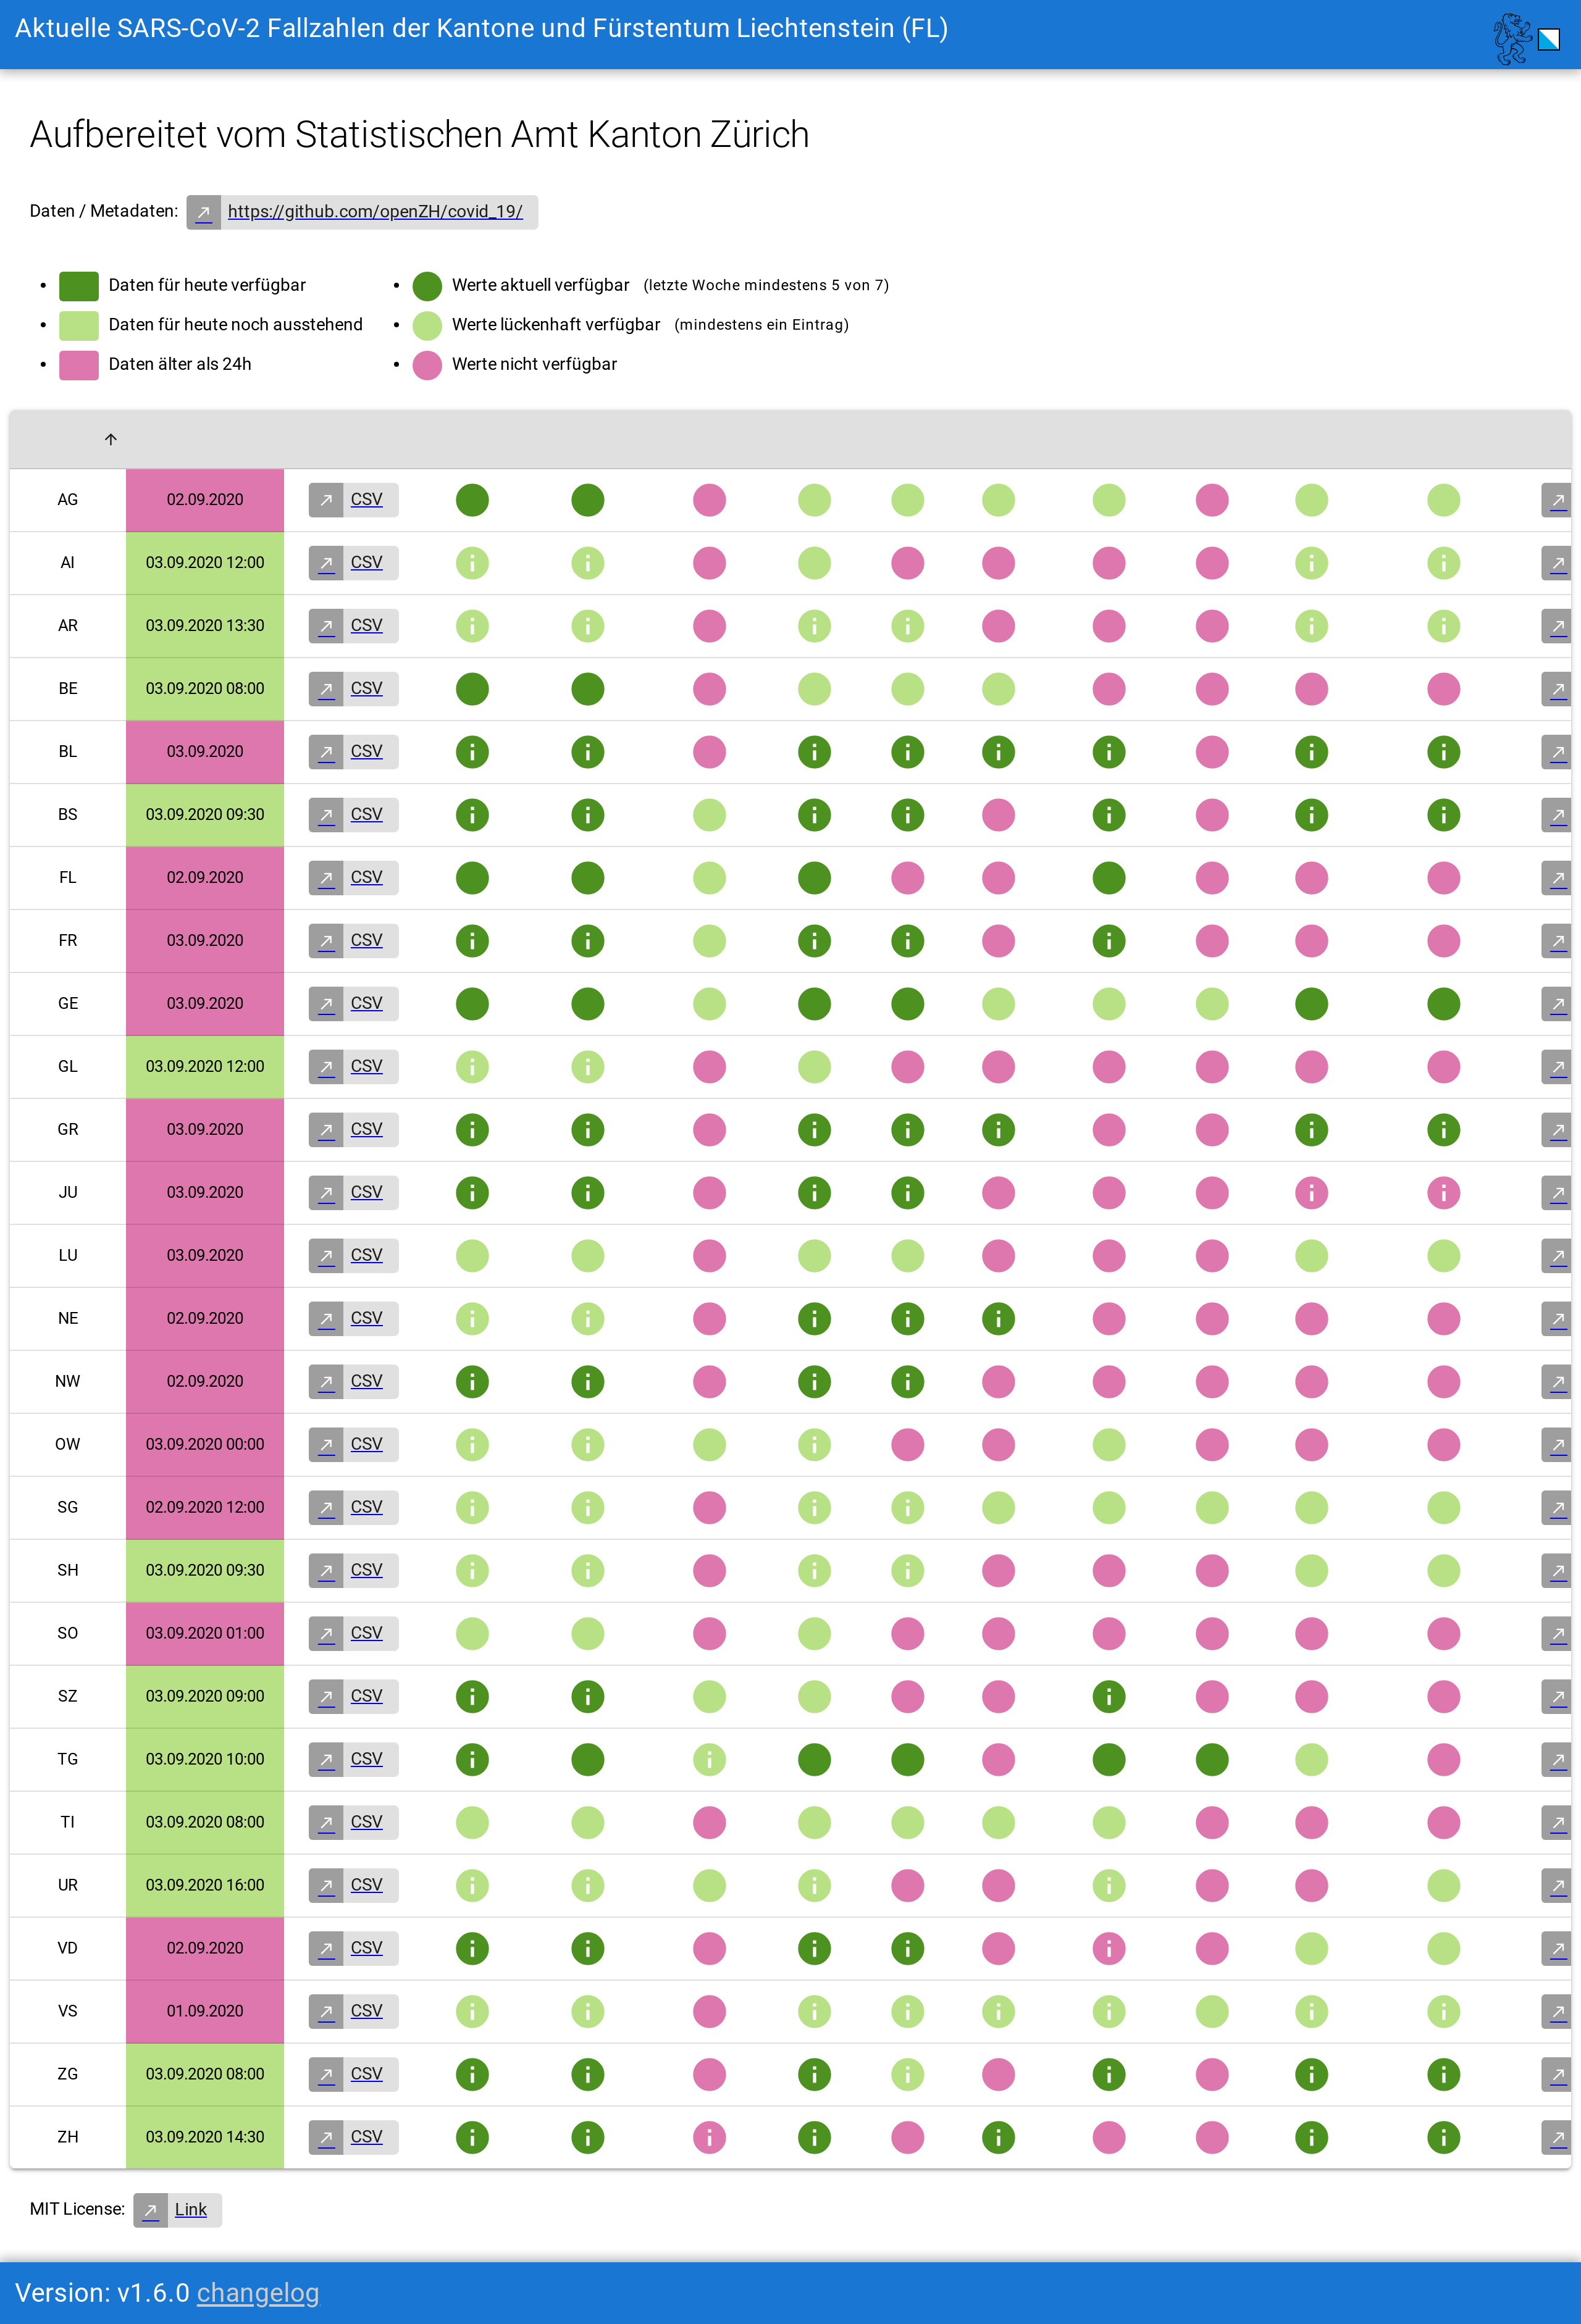 Aktuelle SARS-CoV-2 Fallzahlen der Kantone und Fürstentum Liechtenstein (FL)
Aufbereitet vom Statistischen Amt Kanton Zürich
Daten / Metadaten: https://github.com/openZH/covid_19/
Daten für heute verfügbar
Daten für heute noch ausstehend
Daten älter als 24h
Werte aktuell verfügbar (letzte Woche mindestens 5 von 7)
Werte lückenhaft verfügbar (mindestens ein Eintrag)
Werte nicht verfügbar
AG 02.09.2020 CSV
AI 03.09.2020 12:00 CSV
AR 03.09.2020 13:30 CSV
BE 03.09.2020 08:00 CSV
BL 03.09.2020 CSV
BS 03.09.2020 09:30 CSV
FL 02.09.2020 CSV
FR 03.09.2020 CSV
GE 03.09.2020 CSV
GL 03.09.2020 12:00 CSV
GR 03.09.2020 CSV
JU 03.09.2020 CSV
LU 03.09.2020 CSV
NE 02.09.2020 CSV
NW 02.09.2020 CSV
OW 03.09.2020 00:00 CSV
SG 02.09.2020 12:00 CSV
SH 03.09.2020 09:30 CSV
SO 03.09.2020 01:00 CSV
SZ 03.09.2020 09:00 CSV
TG 03.09.2020 10:00 CSV
TI 03.09.2020 08:00 CSV
UR 03.09.2020 16:00 CSV
VD 02.09.2020 CSV
VS 01.09.2020 CSV
ZG 03.09.2020 08:00 CSV
ZH 03.09.2020 14:30 CSV
MIT License: Link
Version: v1.6.0 changelog